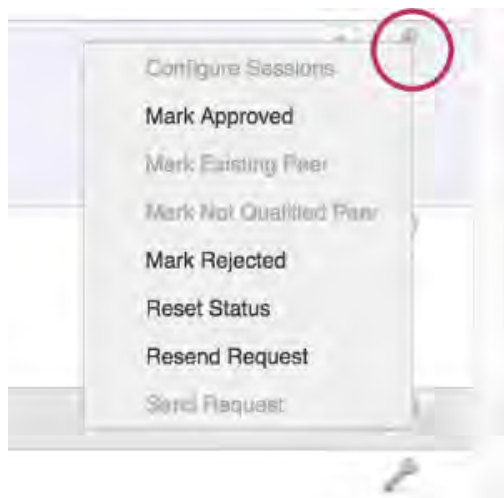 Configure Sessions
Mark Approved
Mark Existing Peer
Mark Not Qualified Peer
Mark Rejected
Reset Status
Resend Request
Send Request